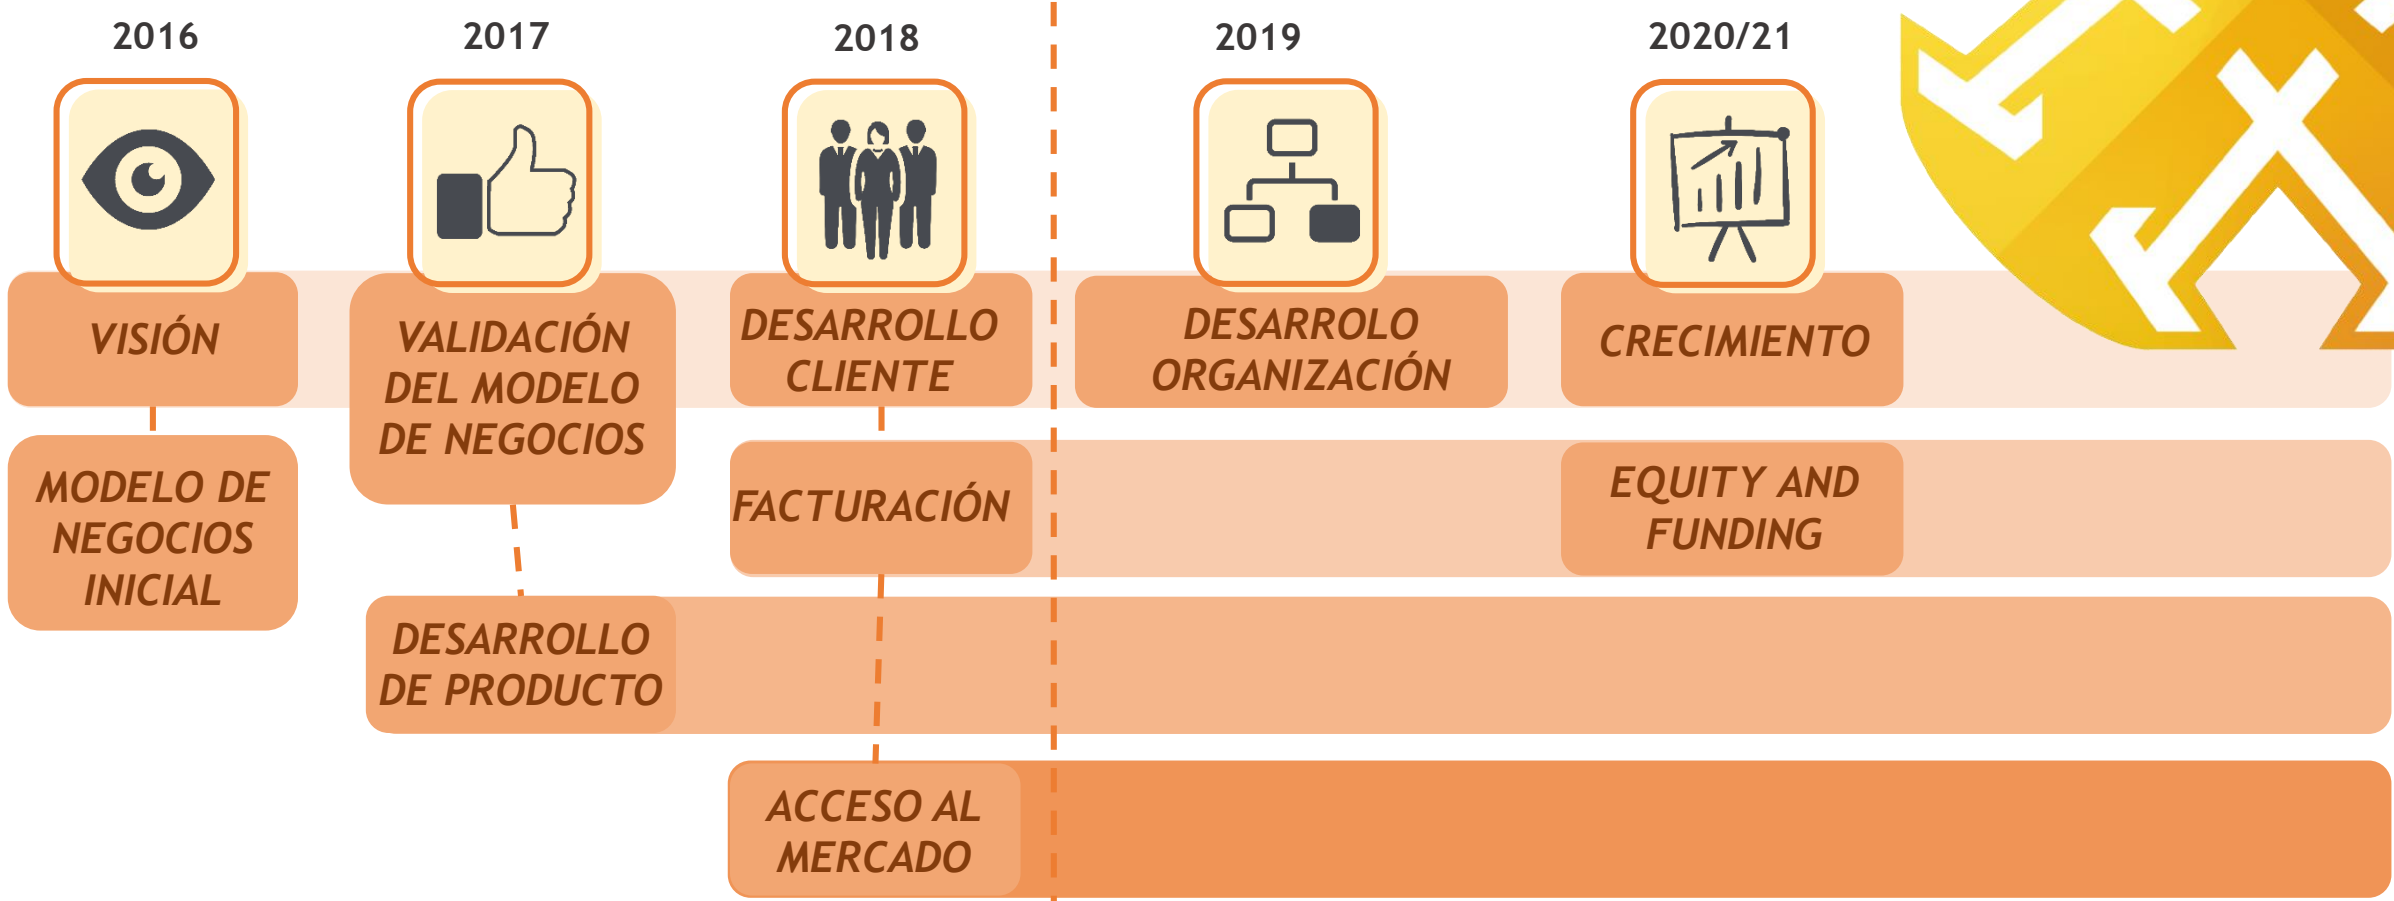 2016
2017
2018
2019
2020/21
VISIÓN
MODELO DE
NEGOCIOS
INICIAL
VALIDACIÓN
DEL MODELO
DE NEGOCIOS
DESARROLLO
DE PRODUCTO
DESARROLLO
CLIENTE
FACTURACIÓN
ACCESO AL
MERCADO
DESARROLO
ORGANIZACIÓN
CRECIMIENTO
EQUITY AND
FUNDING